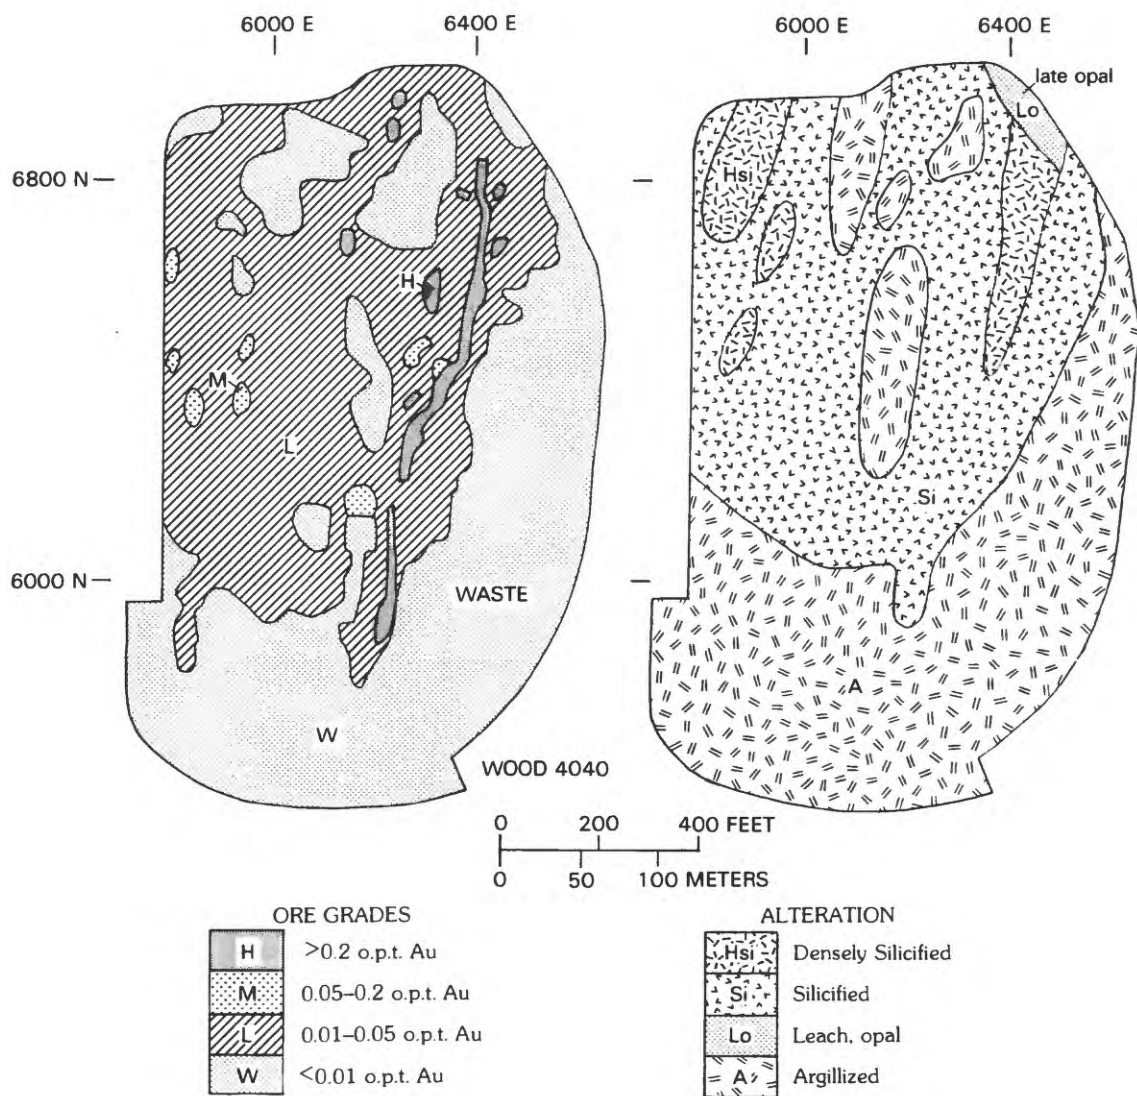 6000 E 6400 E 6000 E 6400 E
late opal
Lo
6800 N
Hsi
H
M
L
Si
6000 N
WASTE
A
W
WOOD 4040
0 200 400 FEET
0 50 100 METERS
ORE GRADES
H >0.2 o.p.t. Au
M 0.05–0.2 o.p.t. Au
L 0.01–0.05 o.p.t. Au
W <0.01 o.p.t. Au
ALTERATION
Hsi Densely Silicified
Si Silicified
Lo Leach, opal
A Argillized